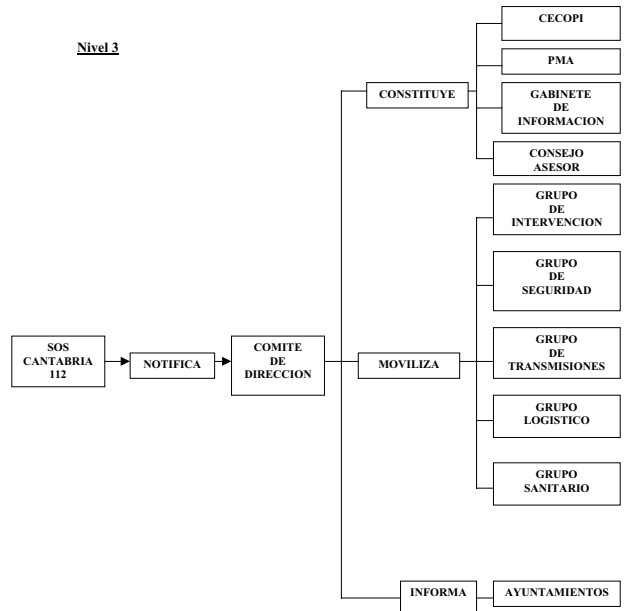 Nivel 3
CECOPI
PMA
CONSTITUYE
GABINETE
DE
INFORMACION
CONSEJO
ASESOR
GRUPO
DE
INTERVENCION
GRUPO
DE
SEGURIDAD
SOS
CANTABRIA
112
NOTIFICA
COMITE
DE
DIRECCION
MOVILIZA
GRUPO
DE
TRANSMISIONES
GRUPO
LOGISTICO
GRUPO
SANITARIO
INFORMA
AYUNTAMIENTOS